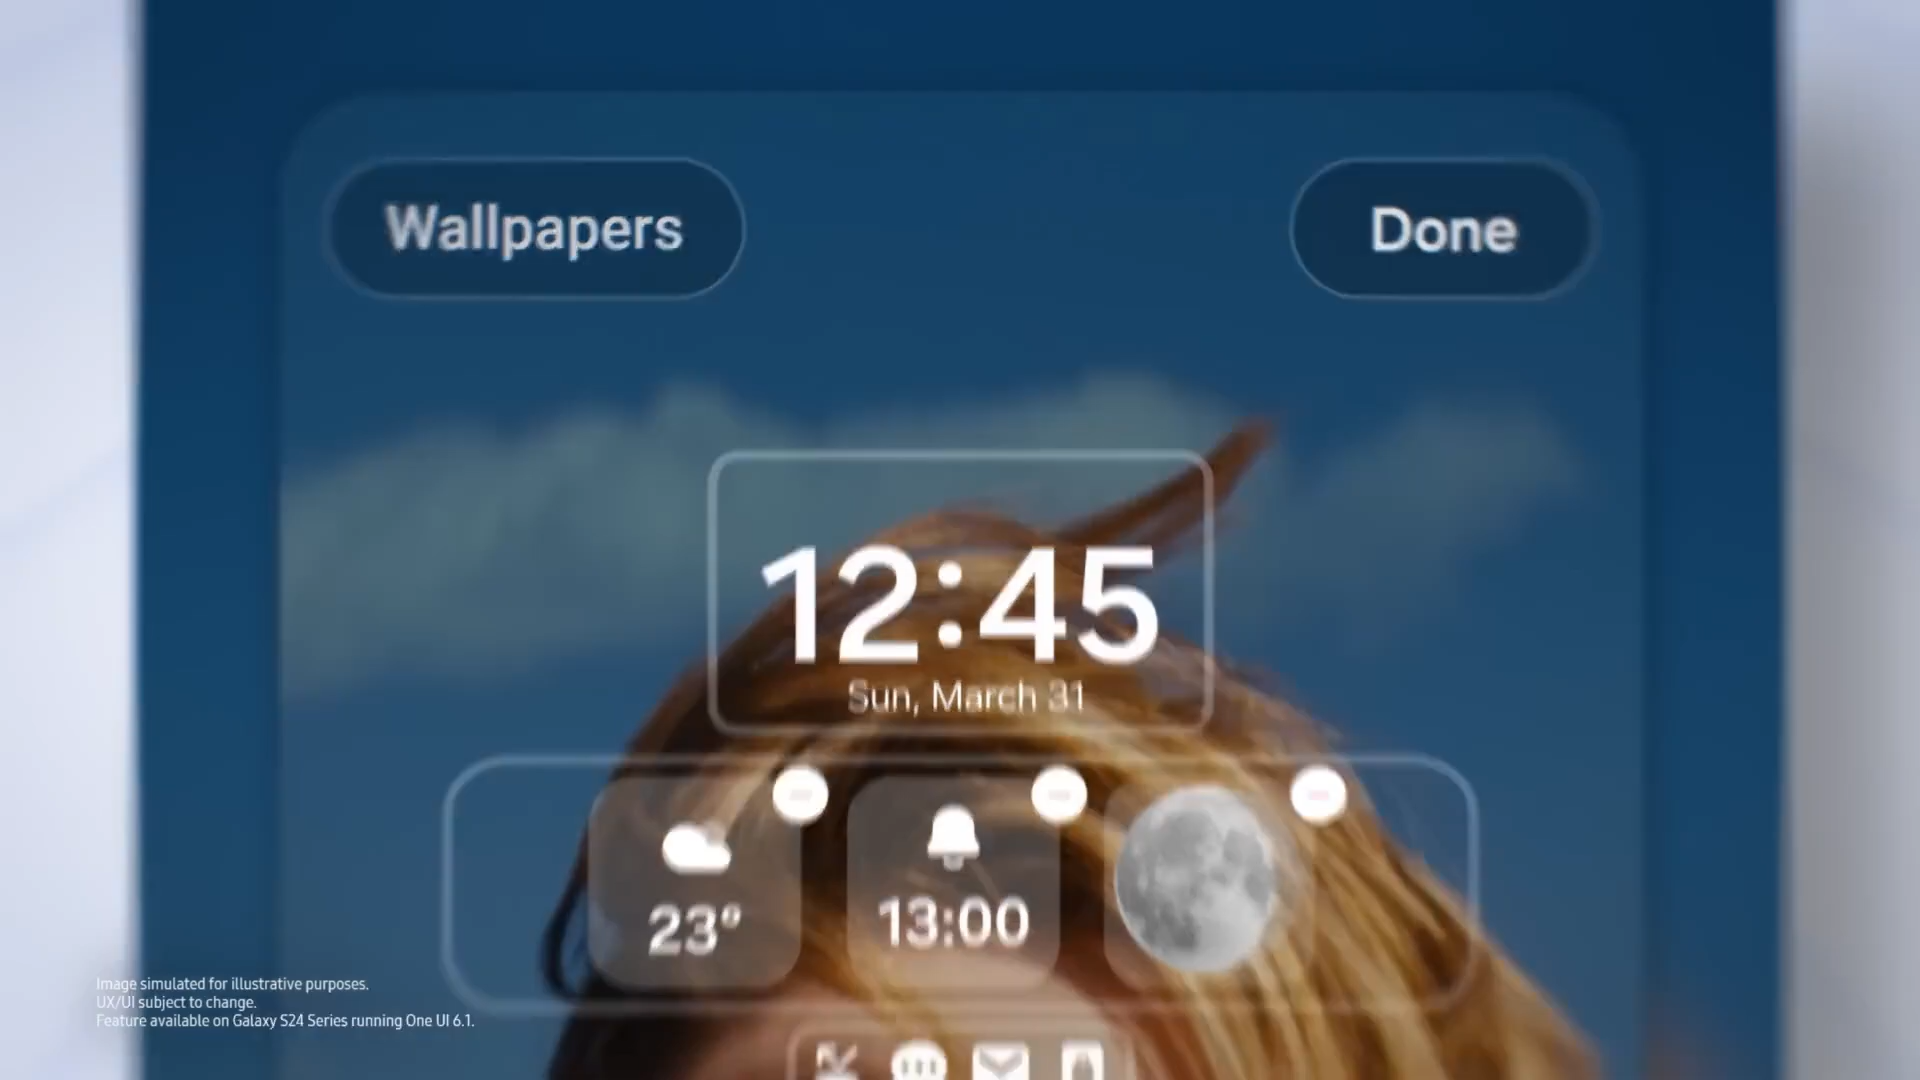 Wallpapers
Done
12:45
Sun, March 31
23°
13:00
Image simulated for illustrative purposes.
UX/UI subject to change.
Feature available on Galaxy S24 Series running One UI 6.1.